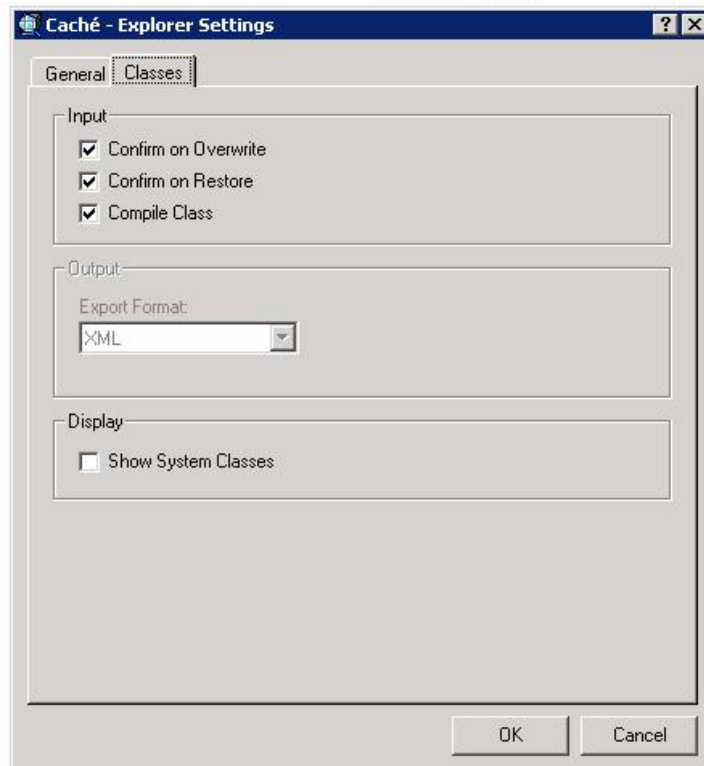 Caché - Explorer Settings
General Classes
Input
Confirm on Overwrite
Confirm on Restore
Compile Class
Output
Export Format:
XML
Display
Show System Classes
OK Cancel